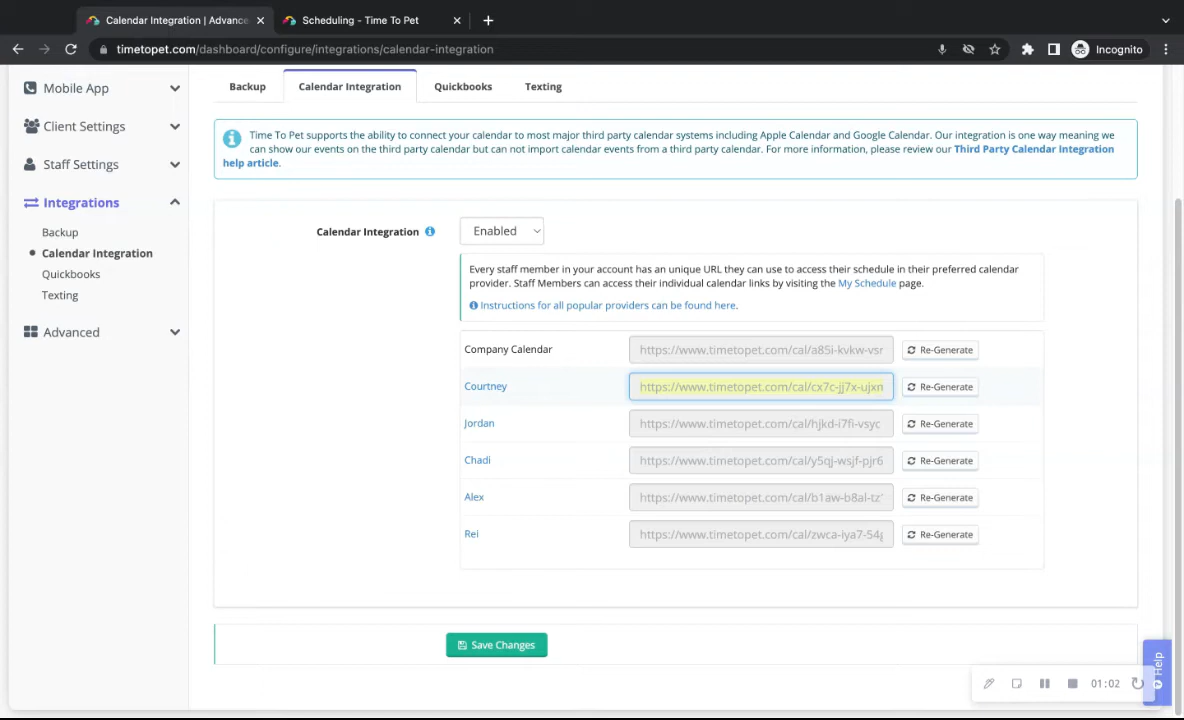 Calendar Integration | Advance
Scheduling - Time To Pet
timetopet.com/dashboard/configure/integrations/calendar-integration
Incognito
Mobile App
Client Settings
Staff Settings
Integrations
Backup
Calendar Integration
Quickbooks
Texting
Advanced
Backup
Calendar Integration
Quickbooks
Texting
Time To Pet supports the ability to connect your calendar to most major third party calendar systems including Apple Calendar and Google Calendar. Our integration is one way meaning we
can show our events on the third party calendar but can not import calendar events from a third party calendar. For more information, please review our Third Party Calendar Integration
help article.
Calendar Integration
Enabled
Every staff member in your account has an unique URL they can use to access their schedule in their preferred calendar
provider. Staff Members can access their individual calendar links by visiting the My Schedule page.
Instructions for all popular providers can be found here.
Company Calendar https://www.timetopet.com/cal/a85i-kvkw-vsr Re-Generate
Courtney https://www.timetopet.com/cal/cx7c-jj7x-ujxn Re-Generate
Jordan https://www.timetopet.com/cal/hjkd-i7fi-vsyc Re-Generate
Chadi https://www.timetopet.com/cal/y5qj-wsjf-pjr6 Re-Generate
Alex https://www.timetopet.com/cal/b1aw-b8al-tz Re-Generate
Rei https://www.timetopet.com/cal/zwca-iya7-54 Re-Generate
Save Changes
Help
01:02